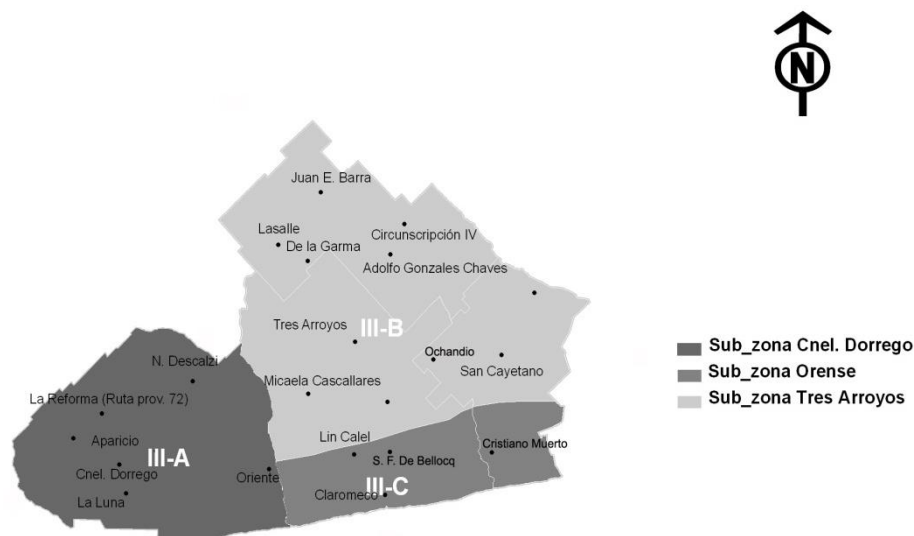 N
Juan E. Barra
Lasalle
Circunscripción IV
De la Garma
Adolfo Gonzales Chaves
Tres Arroyos
III-B
Ochandio
San Cayetano
N. Descalzi
Micaela Cascallares
La Reforma (Ruta prov. 72)
Aparicio
III-A
Lin Calel
Cristiano Muerto
S. F. De Bellocq
Cnel. Dorrego
Oriente
III-C
La Luna
Claromeco
Sub_zona Cnel. Dorrego
Sub_zona Orense
Sub_zona Tres Arroyos